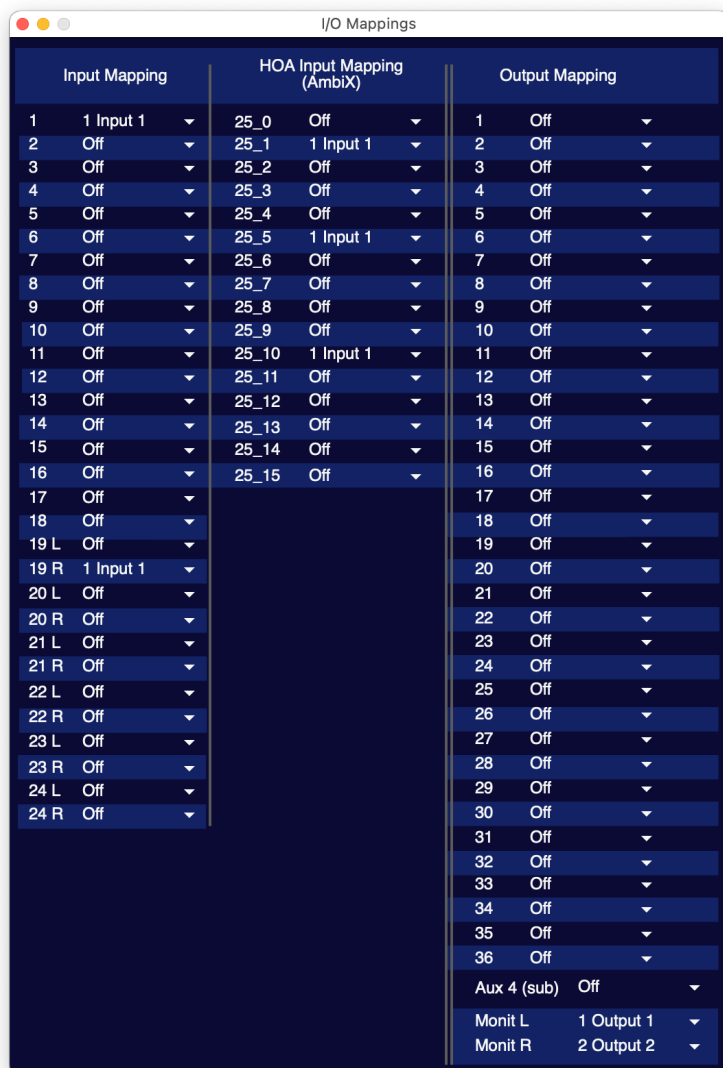 I/O Mappings
Input Mapping
1 1 Input 1
2 Off
3 Off
4 Off
5 Off
6 Off
7 Off
8 Off
9 Off
10 Off
11 Off
12 Off
13 Off
14 Off
15 Off
16 Off
17 Off
18 Off
19 L Off
19 R 1 Input 1
20 L Off
20 R Off
21 L Off
21 R Off
22 L Off
22 R Off
23 L Off
23 R Off
24 L Off
24 R Off
HOA Input Mapping
(AmbiX)
25_0 Off
25_1 1 Input 1
25_2 Off
25_3 Off
25_4 Off
25_5 1 Input 1
25_6 Off
25_7 Off
25_8 Off
25_9 Off
25_10 1 Input 1
25_11 Off
25_12 Off
25_13 Off
25_14 Off
25_15 Off
Output Mapping
1 Off
2 Off
3 Off
4 Off
5 Off
6 Off
7 Off
8 Off
9 Off
10 Off
11 Off
12 Off
13 Off
14 Off
15 Off
16 Off
17 Off
18 Off
19 Off
20 Off
21 Off
22 Off
23 Off
24 Off
25 Off
26 Off
27 Off
28 Off
29 Off
30 Off
31 Off
32 Off
33 Off
34 Off
35 Off
36 Off
Aux 4 (sub) Off
Monit L 1 Output 1
Monit R 2 Output 2